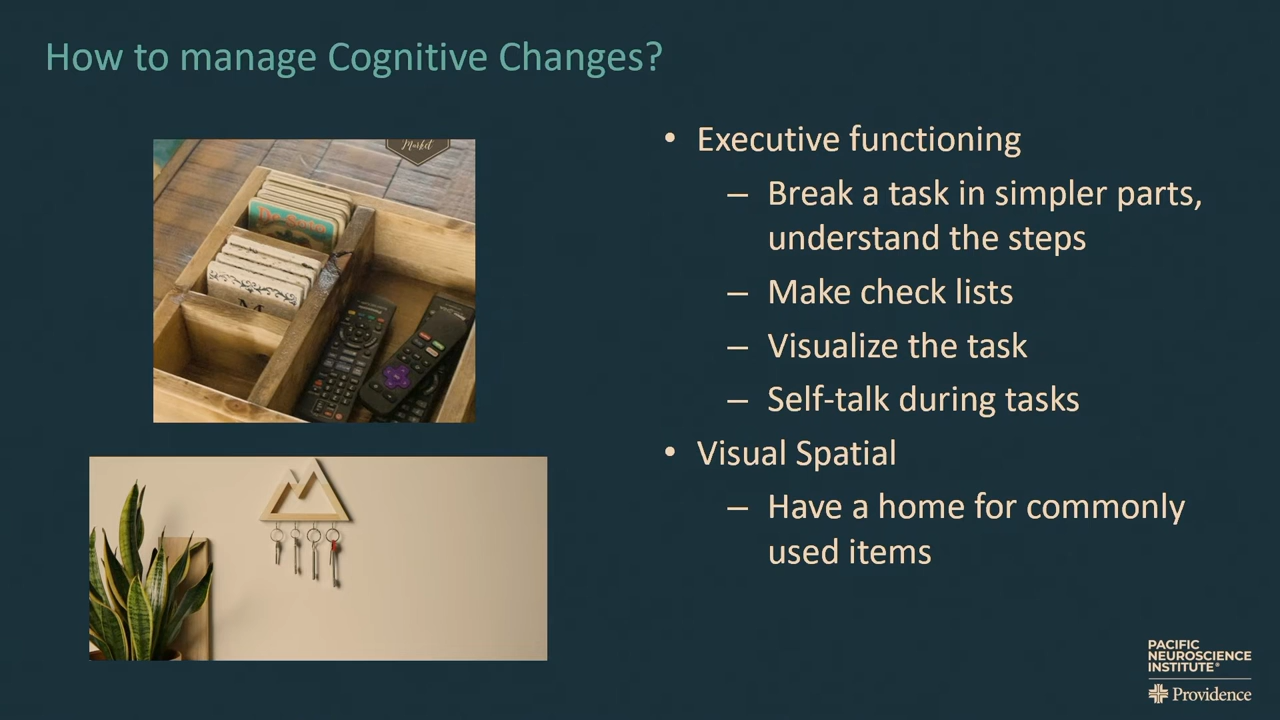 How to manage Cognitive Changes?
Market
• Executive functioning
– Break a task in simpler parts,
understand the steps
– Make check lists
– Visualize the task
– Self-talk during tasks
• Visual Spatial
– Have a home for commonly
used items
PACIFIC
NEUROSCIENCE
INSTITUTE®
Providence